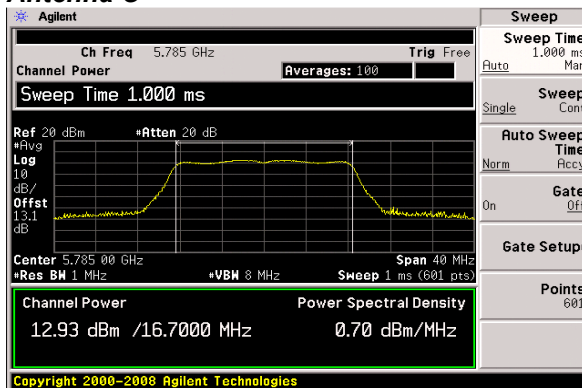 Agilent
Sweep
Ch Freq 5.785 GHz Trig Free
Channel Power Averages: 100
Sweep Time 1.000 ms
Ref 20 dBm #Atten 20 dB
#Avg
Log
10
dB/
Offst
13.1
dB
Center 5.785 00 GHz Span 40 MHz
#Res BW 1 MHz #VBW 8 MHz Sweep 1 ms (601 pts)
Channel Power Power Spectral Density
12.93 dBm /16.7000 MHz 0.70 dBm/MHz
Copyright 2000-2008 Agilent Technologies
Sweep Time
1.000 ms
Auto Man
Sweep
Single Cont
Auto Sweep
Time
Norm Accy
Gate
On Off
Gate Setup
Points
601